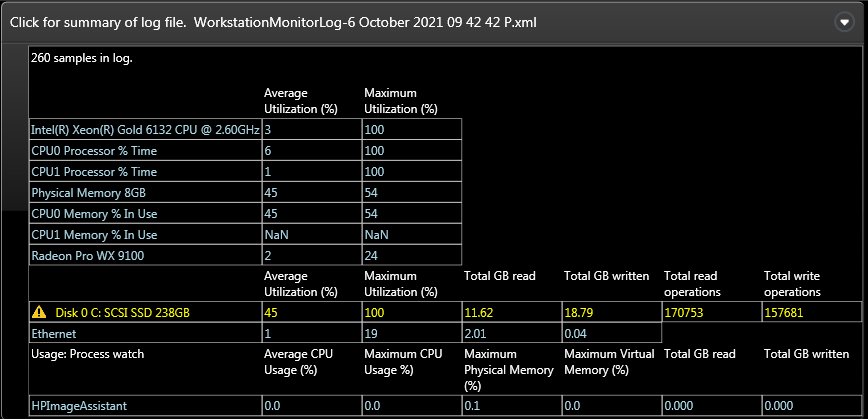 Click for summary of log file. WorkstationMonitorLog-6 October 2021 09 42 42 P.xml
260 samples in log.
Average Utilization (%) Maximum Utilization (%)
Intel(R) Xeon(R) Gold 6132 CPU @ 2.60GHz 3 100
CPU0 Processor % Time 6 100
CPU1 Processor % Time 1 100
Physical Memory 8GB 45 54
CPU0 Memory % In Use 45 54
CPU1 Memory % In Use NaN NaN
Radeon Pro WX 9100 2 24
Average Utilization (%) Maximum Utilization (%) Total GB read Total GB written Total read operations Total write operations
Disk 0 C: SCSI SSD 238GB 45 100 11.62 18.79 170753 157681
Ethernet 1 19 2.01 0.04
Usage: Process watch Average CPU Usage (%) Maximum CPU Usage %) Maximum Physical Memory (%) Maximum Virtual Memory (%) Total GB read Total GB written
HPImageAssistant 0.0 0.0 0.1 0.0 0.000 0.000